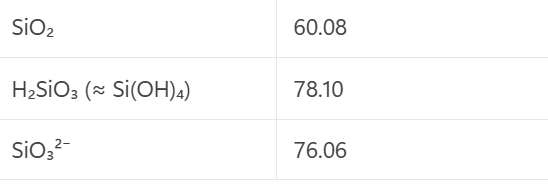 SiO₂ 60.08
H₂SiO₃ (≈ Si(OH)₄) 78.10
SiO₃²⁻ 76.06